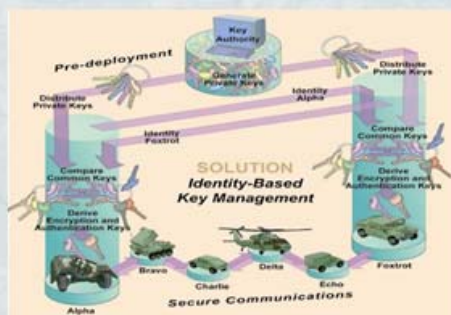 Key
Authority
Pre-deployment
Generate
Private Keys
Distribute
Private Keys
Distribute
Private Keys
Identity
Alpha
Identity
Foxtrot
Compare
Common Keys
Compare
Common Keys
SOLUTION
Identity-Based
Key Management
Derive
Encryption and
Authentication Keys
Derive
Encryption and
Authentication Keys
Bravo
Charlie
Delta
Echo
Foxtrot
Alpha
Secure Communications